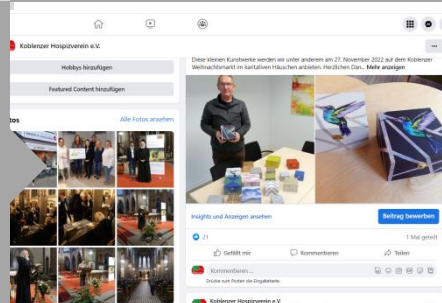 Koblenzer Hospizverein e.V.
Hobbys hinzufügen
Featured Content hinzufügen
tos
Alle Fotos ansehen
Diese kleinen Kunstwerke werden wir unter anderem am 27. November 2022 auf dem Koblenzer
Weihnachtsmarkt im karitativen Häuschen anbieten. Herzlichen Dan... Mehr anzeigen
Insights und Anzeigen ansehen
Beitrag bewerben
21
1 Mal geteilt
Gefällt mir
Kommentieren
Teilen
Kommentieren ...
Drücke zum Posten die Eingabetaste.
Koblenzer Hospizverein e.V.